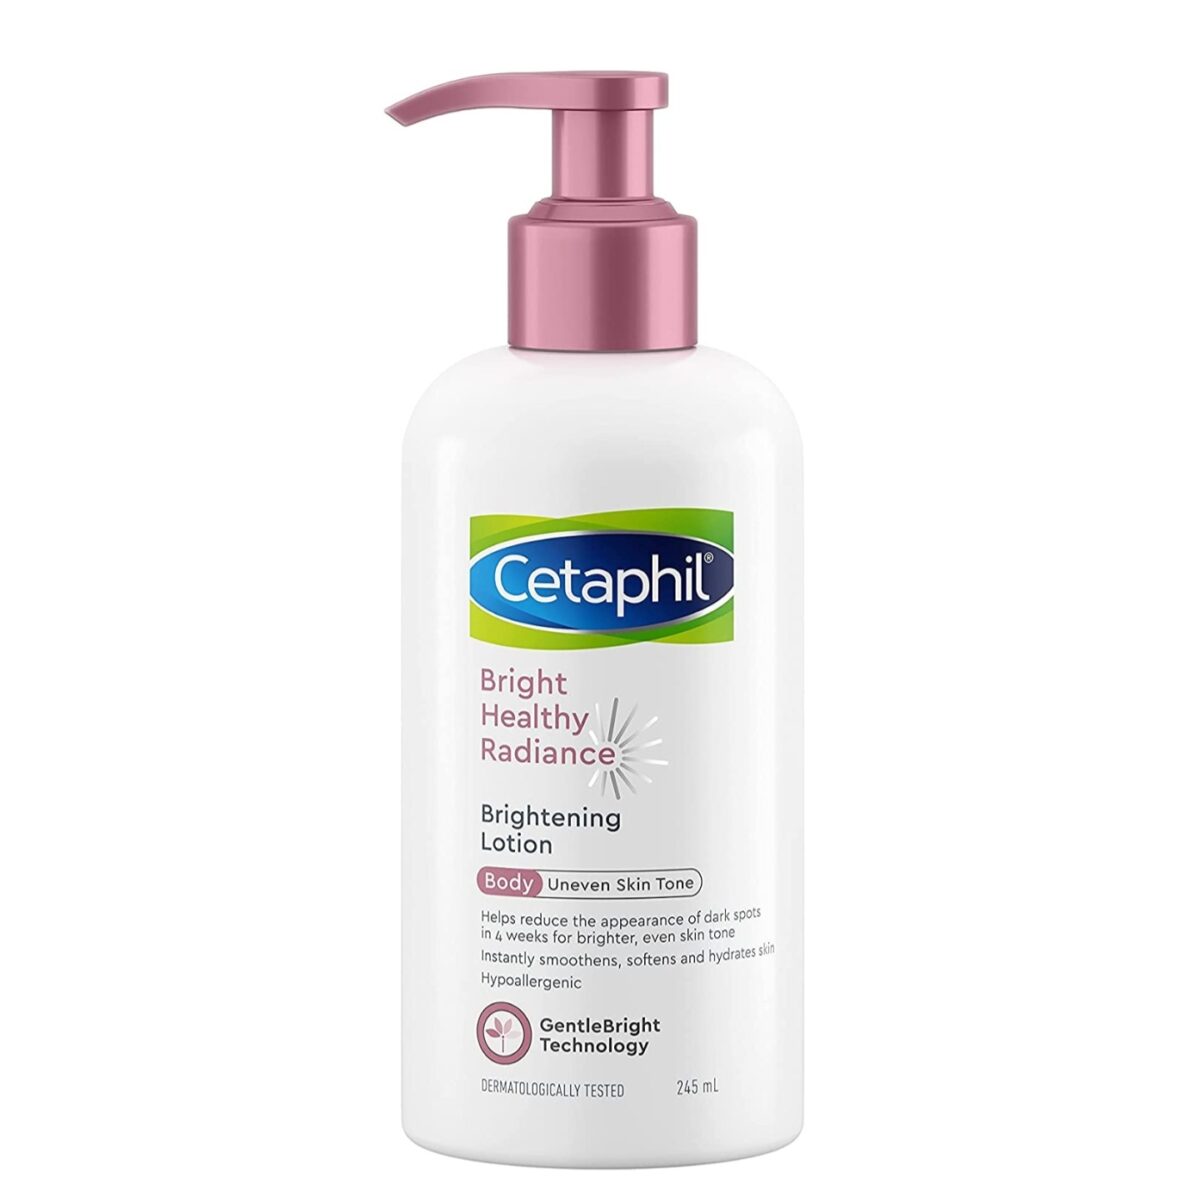 Cetaphil®
Bright
Healthy
Radiance
Brightening
Lotion
Body Uneven Skin Tone
Helps reduce the appearance of dark spots
in 4 weeks for brighter, even skin tone
Instantly smoothens, softens and hydrates skin
Hypoallergenic
GentleBright
Technology
DERMATOLOGICALLY TESTED 245 mL